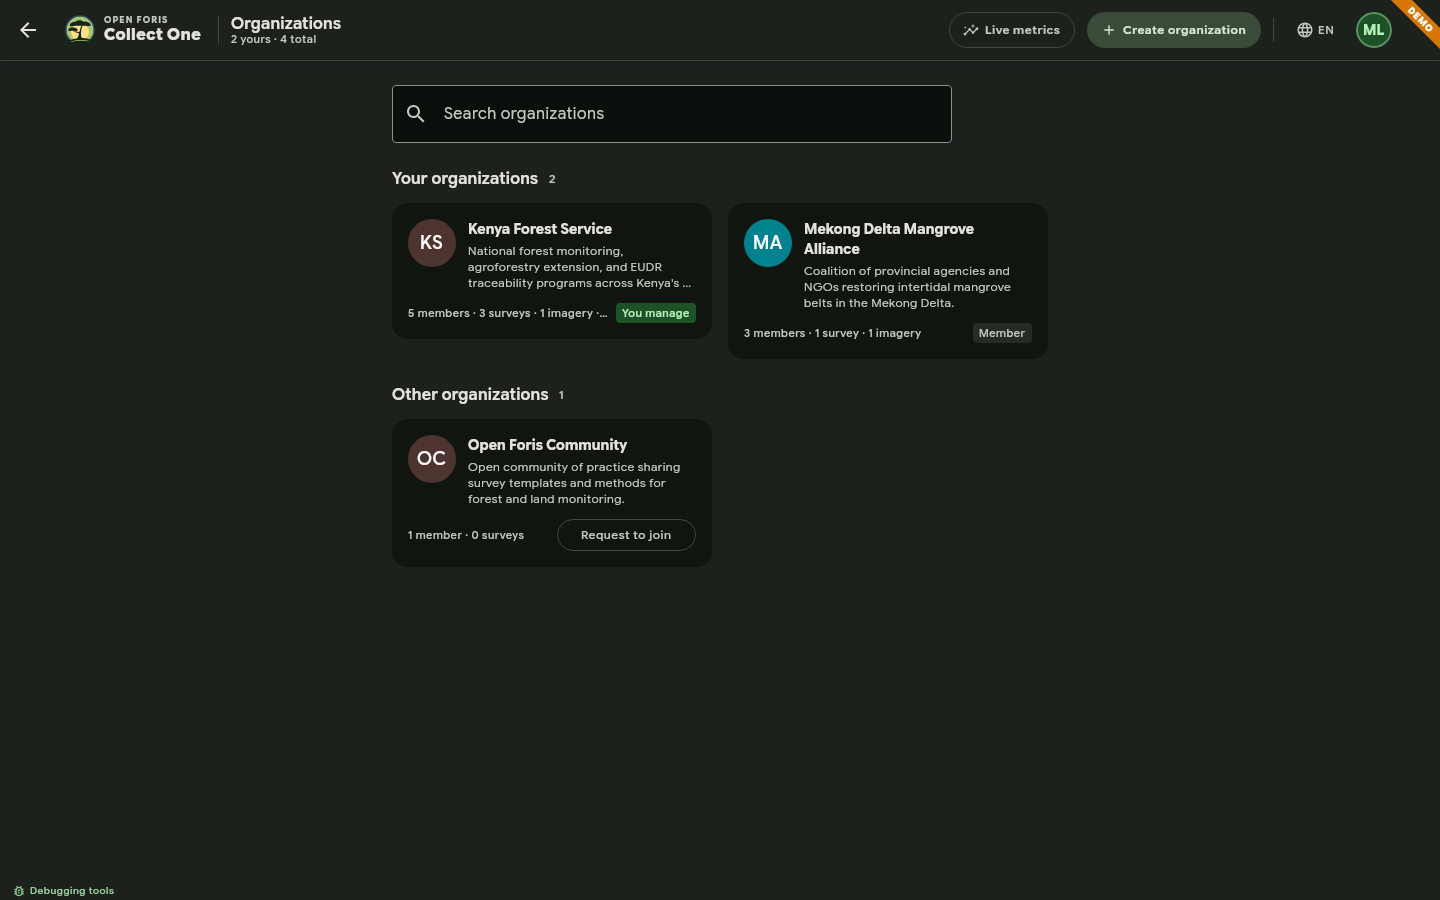 OPEN FORIS
Collect One
Organizations
2 yours · 4 total
Live metrics
Create organization
EN
ML
DEMO
Search organizations
Your organizations 2
KS
Kenya Forest Service
National forest monitoring,
agroforestry extension, and EUDR
traceability programs across Kenya's ...
5 members · 3 surveys · 1 imagery ·...
You manage
MA
Mekong Delta Mangrove
Alliance
Coalition of provincial agencies and
NGOs restoring intertidal mangrove
belts in the Mekong Delta.
3 members · 1 survey · 1 imagery
Member
Other organizations 1
OC
Open Foris Community
Open community of practice sharing
survey templates and methods for
forest and land monitoring.
1 member · 0 surveys
Request to join
Debugging tools